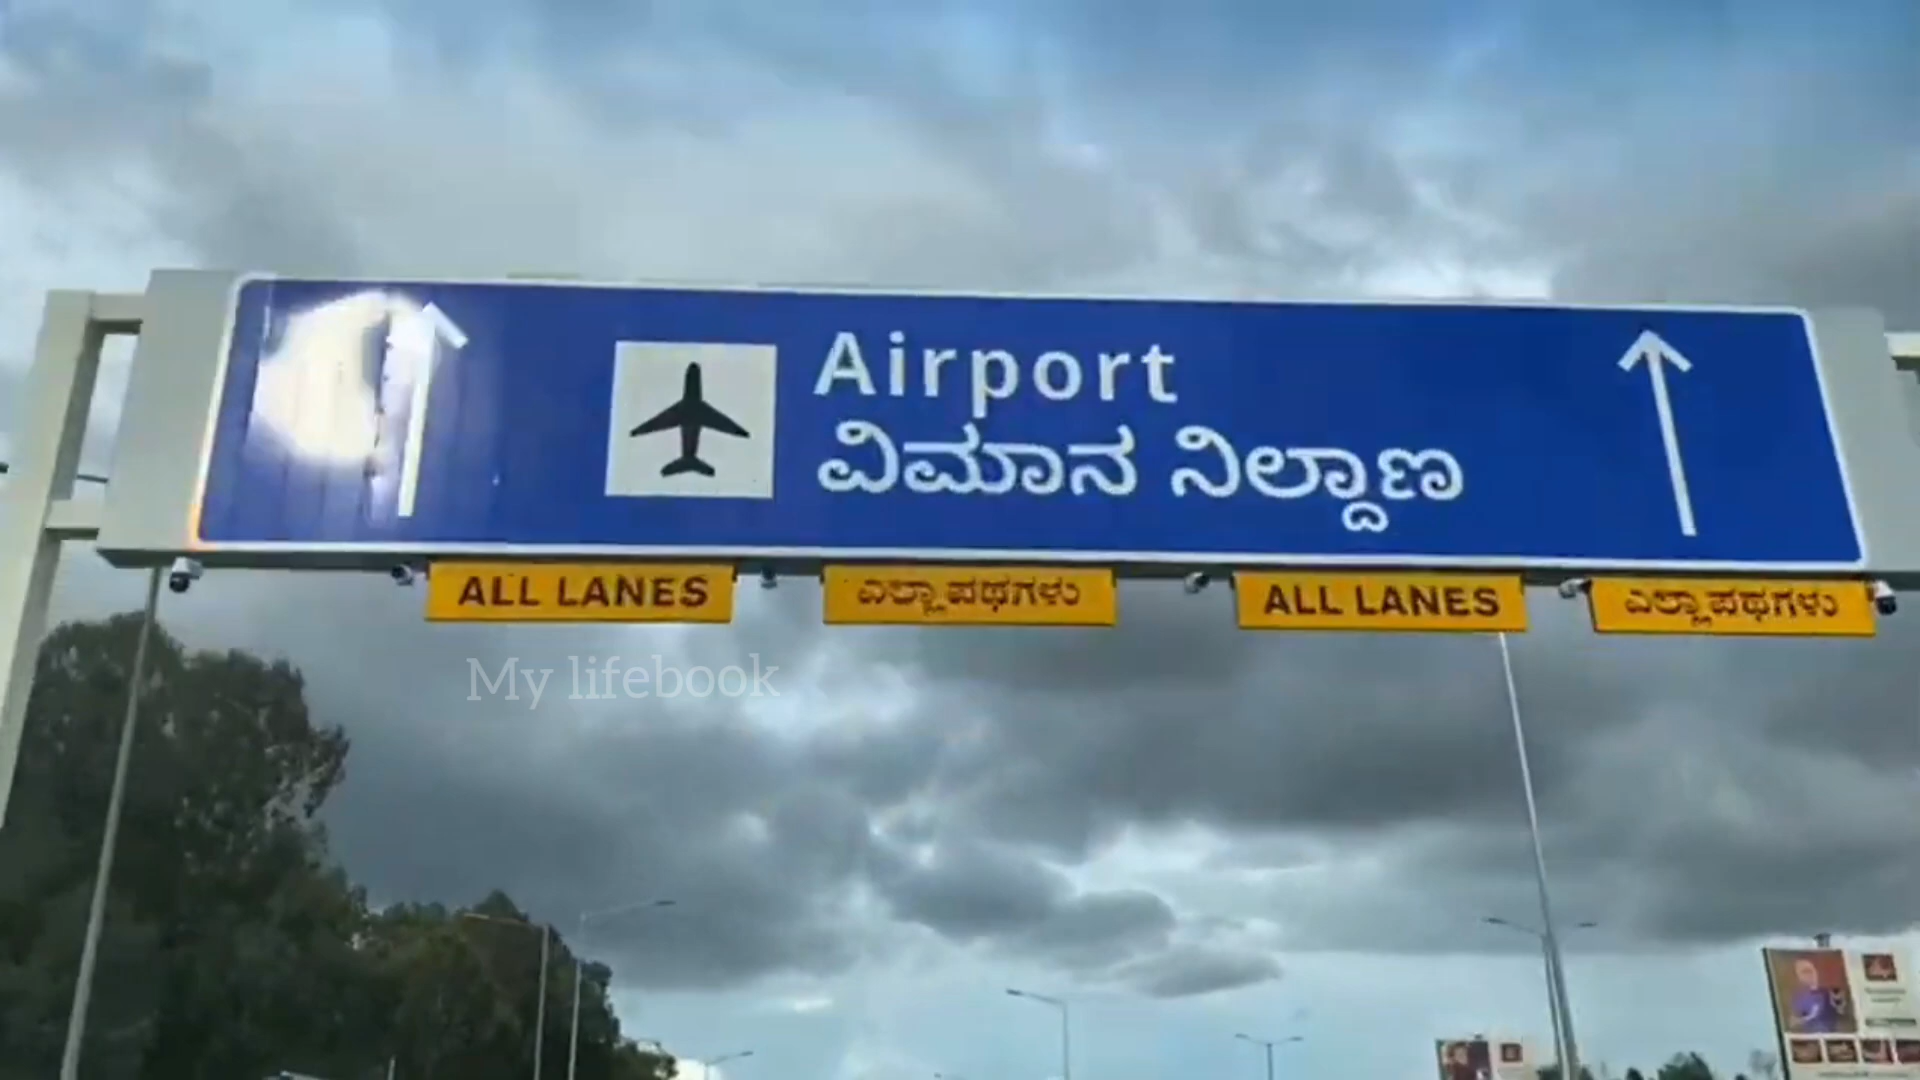 Airport
ವಿಮಾನ ನಿಲ್ದಾಣ
ALL LANES
ಎಲ್ಲಾ ಪಥಗಳು
ALL LANES
ಎಲ್ಲಾ ಪಥಗಳು
My lifebook